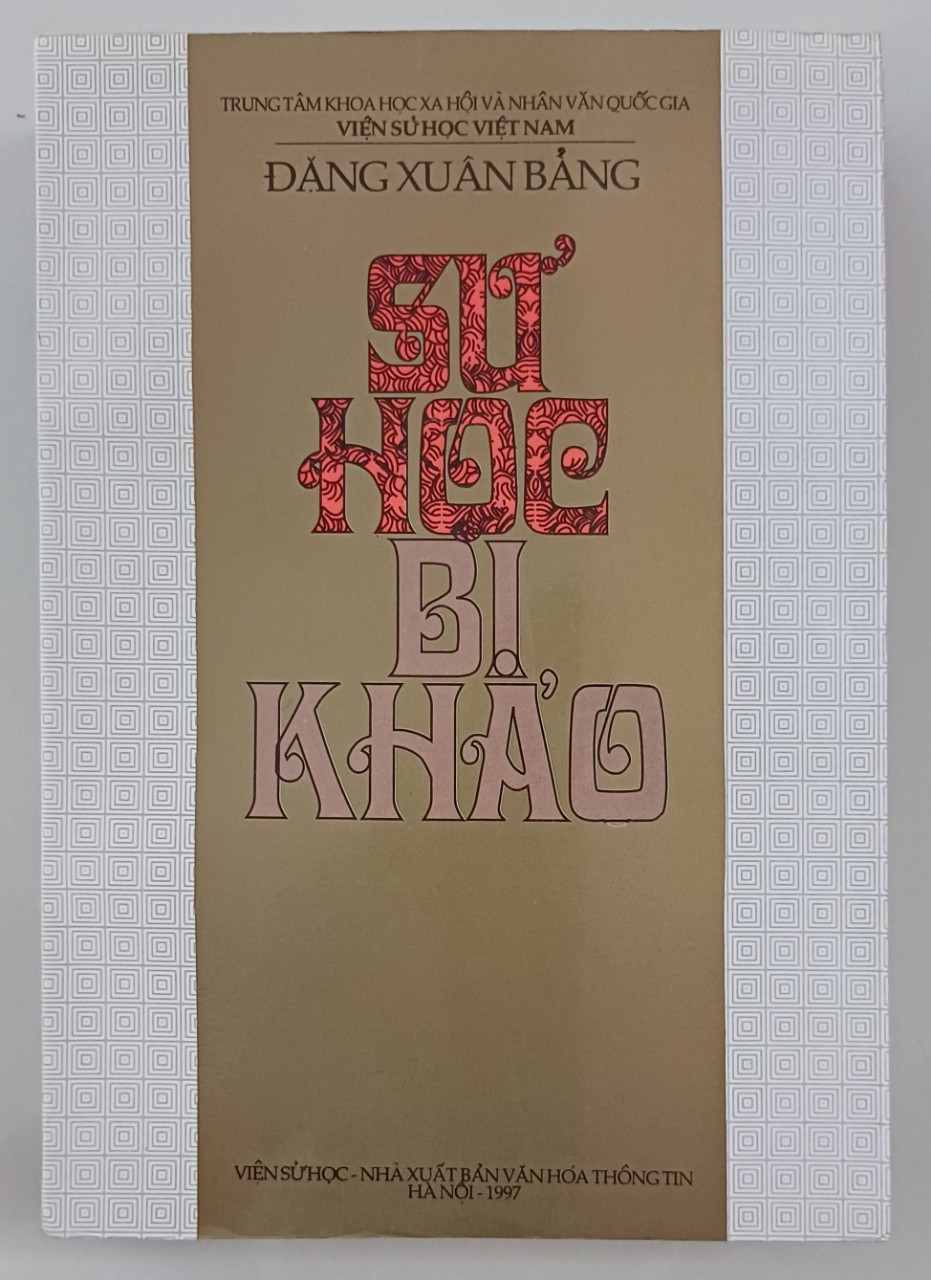 TRUNG TÂM KHOA HỌC XA HỘI VÀ NHÂN VĂN QUỐC GIA
VIỆN SỬ HỌC VIỆT NAM
ĐẶNG XUÂN BẢNG
SỬ
HỌC
BỊ
KHẢO
VIỆN SỬ HỌC - NHÀ XUẤT BẢN VĂN HÓA THÔNG TIN
HÀ NỘI - 1997